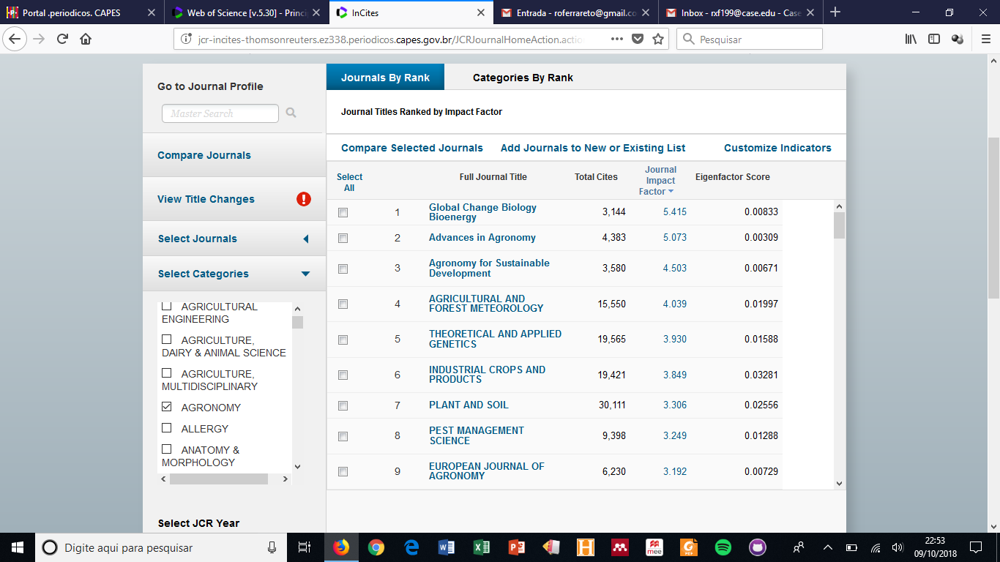 Portal .periodicos. CAPES
Web of Science [v.5.30] - Princi
InCites
Entrada - roferrareto@gmail.co
Inbox - rxf199@case.edu - Case
jcr-incites-thomsonreuters.ez338.periodicos.capes.gov.br/JCRJournalHomeAction.actio
Pesquisar
Go to Journal Profile
Master Search
Compare Journals
View Title Changes
Select Journals
Select Categories
AGRICULTURAL
ENGINEERING
AGRICULTURE,
DAIRY & ANIMAL SCIENCE
AGRICULTURE,
MULTIDISCIPLINARY
AGRONOMY
ALLERGY
ANATOMY &
MORPHOLOGY
Select JCR Year
Journals By Rank
Categories By Rank
Journal Titles Ranked by Impact Factor
Compare Selected Journals
Add Journals to New or Existing List
Customize Indicators
Select
All
Full Journal Title
Total Cites
Journal
Impact
Factor
Eigenfactor Score
1 Global Change Biology
Bioenergy 3,144 5.415 0.00833
2 Advances in Agronomy 4,383 5.073 0.00309
3 Agronomy for Sustainable
Development 3,580 4.503 0.00671
4 AGRICULTURAL AND
FOREST METEOROLOGY 15,550 4.039 0.01997
5 THEORETICAL AND APPLIED
GENETICS 19,565 3.930 0.01588
6 INDUSTRIAL CROPS AND
PRODUCTS 19,421 3.849 0.03281
7 PLANT AND SOIL 30,111 3.306 0.02556
8 PEST MANAGEMENT
SCIENCE 9,398 3.249 0.01288
9 EUROPEAN JOURNAL OF
AGRONOMY 6,230 3.192 0.00729
Digite aqui para pesquisar
mee
PDF
22:53
09/10/2018